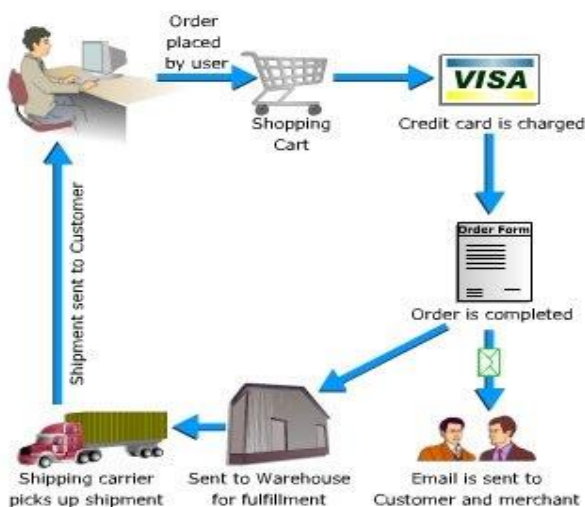 Order
placed
by user
Shopping
Cart
VISA
Credit card is charged
Order Form
Order is completed
Shipment sent to Customer
Shipping carrier
picks up shipment
Sent to Warehouse
for fulfillment
Email is sent to
Customer and merchant